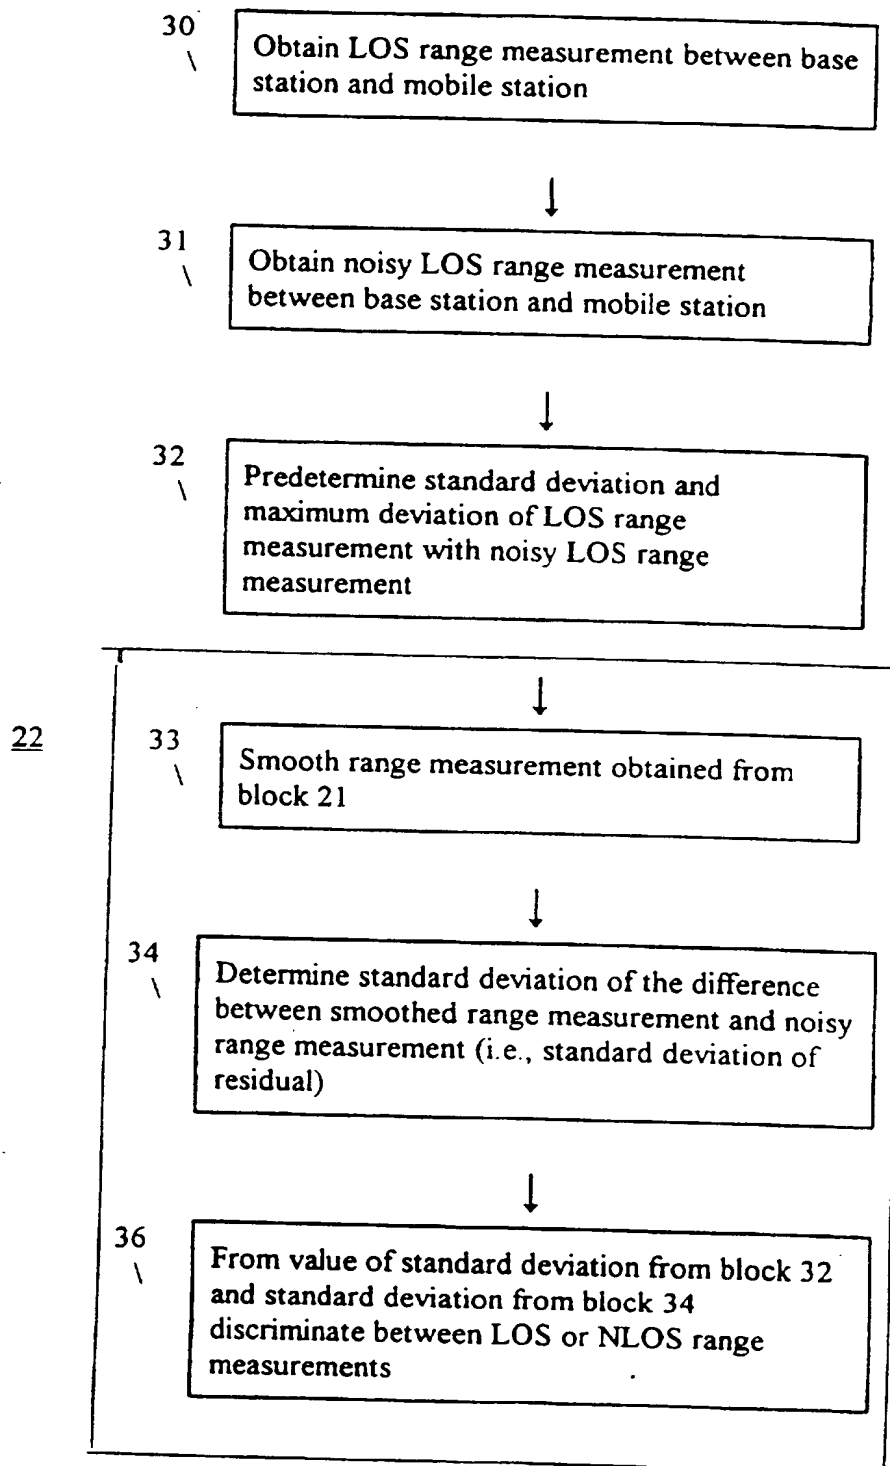 30
Obtain LOS range measurement between base
station and mobile station
31
Obtain noisy LOS range measurement
between base station and mobile station
32
Predetermine standard deviation and
maximum deviation of LOS range
measurement with noisy LOS range
measurement
22
33
Smooth range measurement obtained from
block 21
34
Determine standard deviation of the difference
between smoothed range measurement and noisy
range measurement (i.e., standard deviation of
residual)
36
From value of standard deviation from block 32
and standard deviation from block 34
discriminate between LOS or NLOS range
measurements